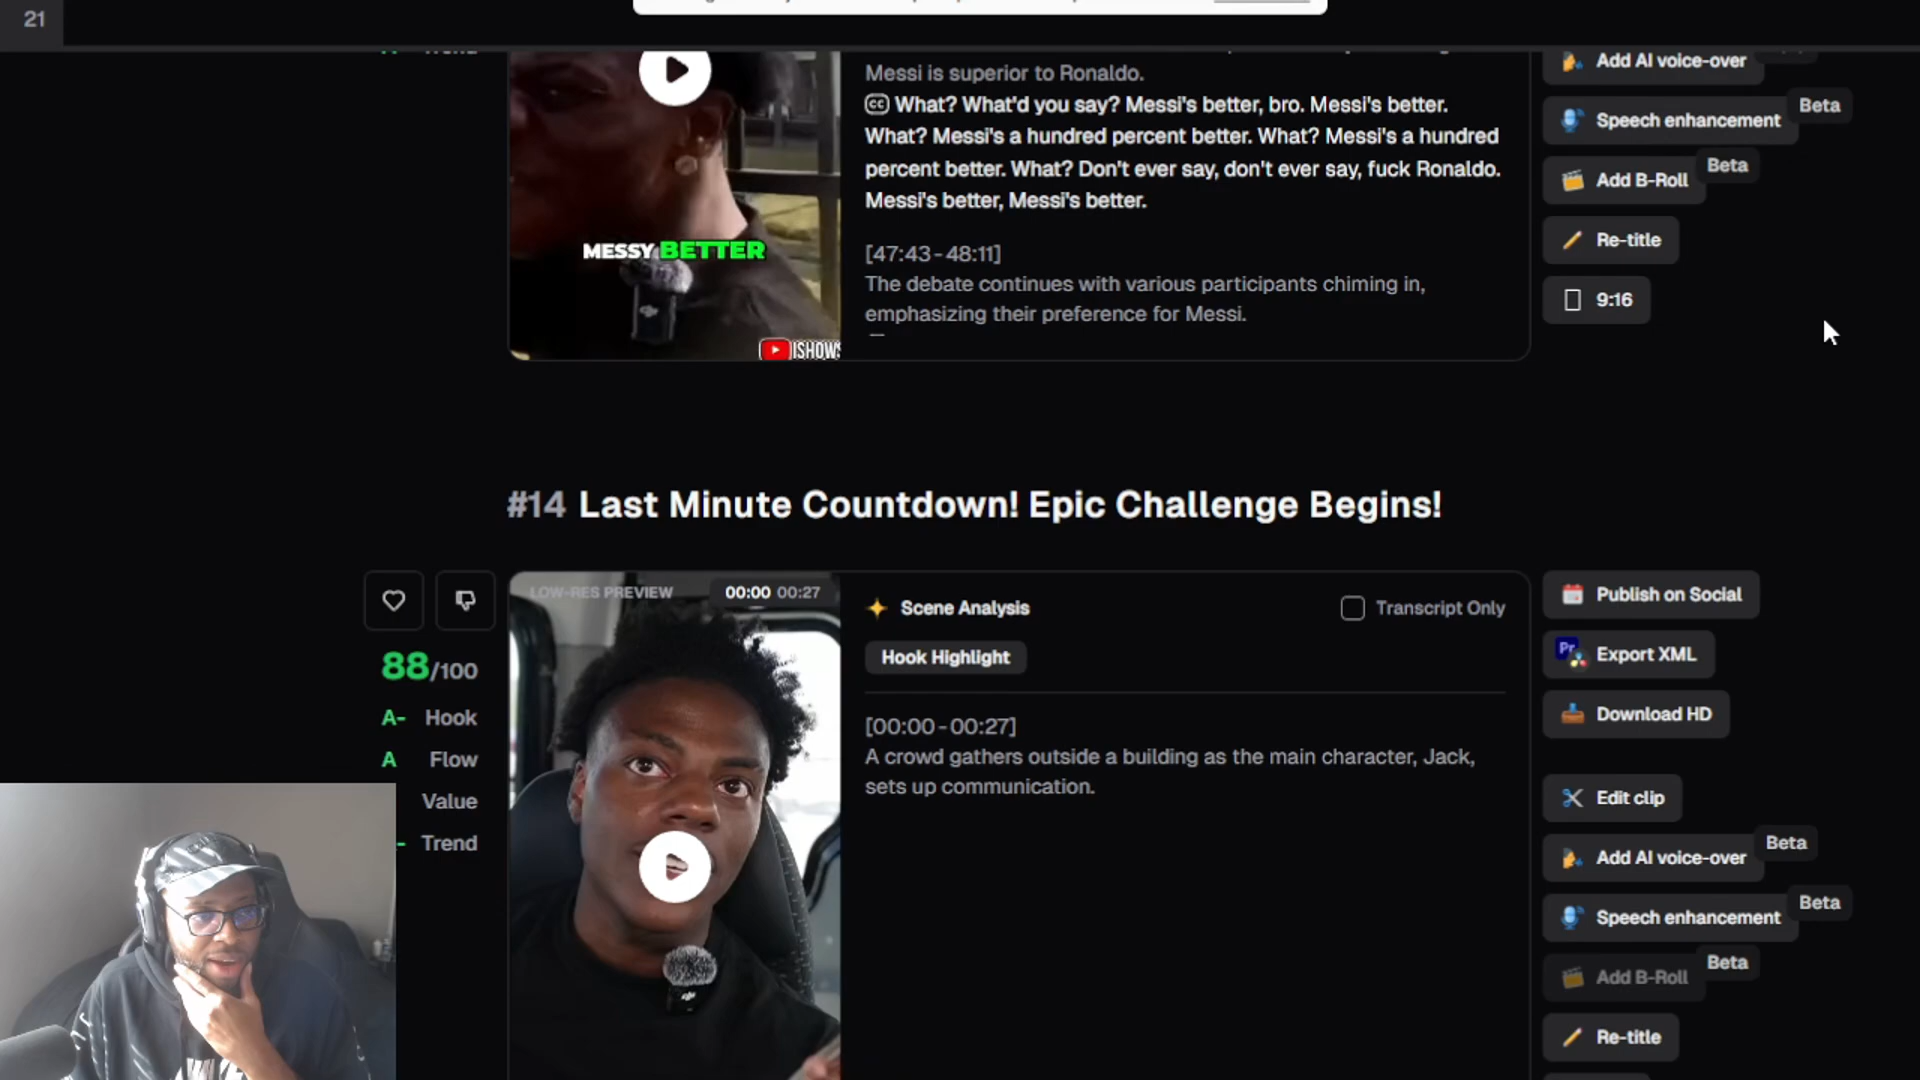 21
Messi is superior to Ronaldo.
CC What? What'd you say? Messi's better, bro. Messi's better.
What? Messi's a hundred percent better. What? Messi's a hundred
percent better. What? Don't ever say, don't ever say, fuck Ronaldo.
Messi's better, Messi's better.
[47:43-48:11]
The debate continues with various participants chiming in,
emphasizing their preference for Messi.
MESSY BETTER
ISHOWS
Add AI voice-over
Speech enhancement Beta
Add B-Roll Beta
Re-title
9:16
#14 Last Minute Countdown! Epic Challenge Begins!
88/100
A- Hook
A Flow
Value
- Trend
LOW-RES PREVIEW 00:00 00:27
Scene Analysis Transcript Only
Hook Highlight
[00:00-00:27]
A crowd gathers outside a building as the main character, Jack,
sets up communication.
Publish on Social
Pr Export XML
Download HD
Edit clip
Add AI voice-over Beta
Speech enhancement Beta
Add B-Roll Beta
Re-title